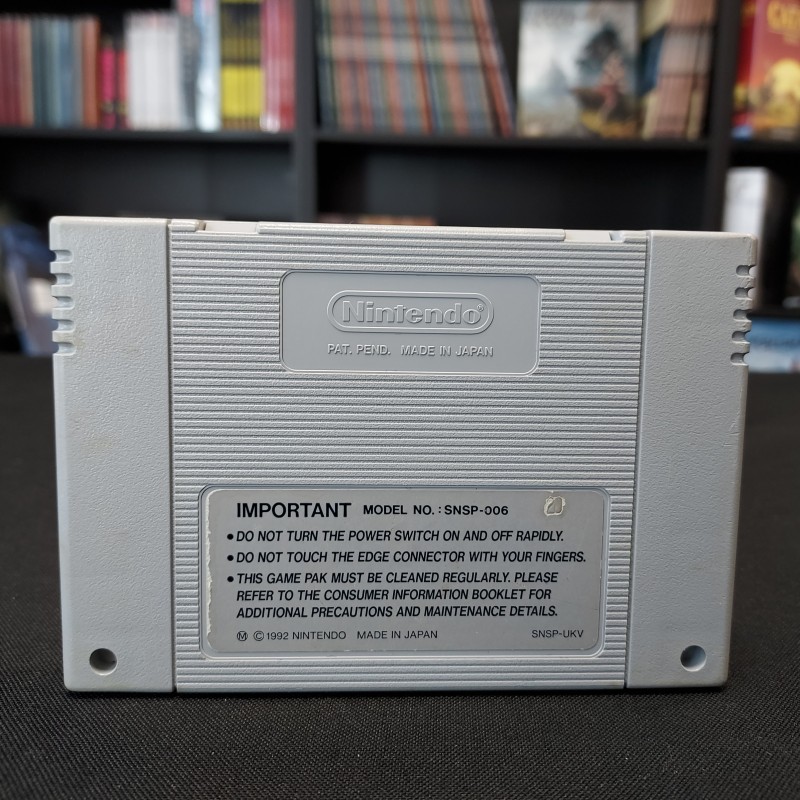 Nintendo®
PAT. PEND. MADE IN JAPAN
IMPORTANT MODEL NO.: SNSP-006
• DO NOT TURN THE POWER SWITCH ON AND OFF RAPIDLY.
• DO NOT TOUCH THE EDGE CONNECTOR WITH YOUR FINGERS.
• THIS GAME PAK MUST BE CLEANED REGULARLY. PLEASE
REFER TO THE CONSUMER INFORMATION BOOKLET FOR
ADDITIONAL PRECAUTIONS AND MAINTENANCE DETAILS.
Ⓜ ©1992 NINTENDO MADE IN JAPAN SNSP-UKV